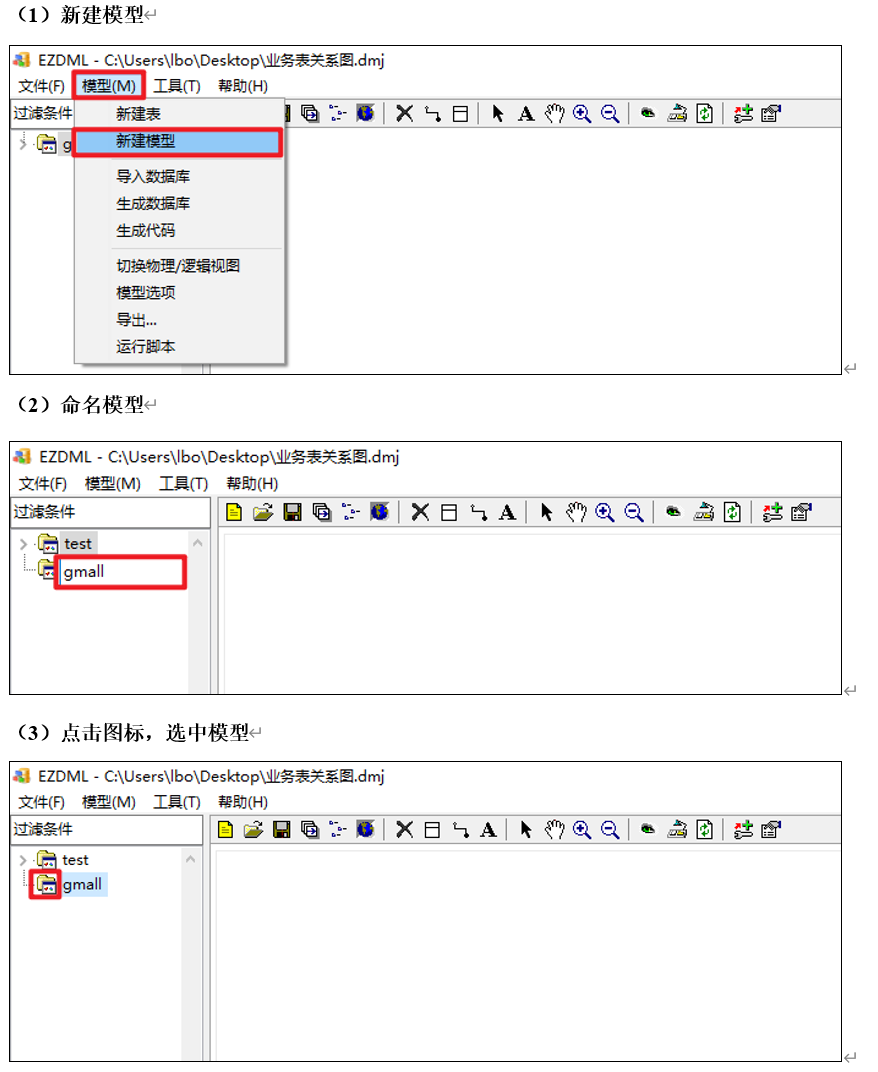 （1）新建模型
EZDML - C:\Users\lbo\Desktop\业务表关系图.dmj
文件(F) 模型(M) 工具(T) 帮助(H)
过滤条件
新建表
g
新建模型
导入数据库
生成数据库
生成代码
切换物理/逻辑视图
模型选项
导出...
运行脚本
（2）命名模型
EZDML - C:\Users\lbo\Desktop\业务表关系图.dmj
文件(F) 模型(M) 工具(T) 帮助(H)
过滤条件
A
test
gmall
（3）点击图标，选中模型
EZDML - C:\Users\lbo\Desktop\业务表关系图.dmj
文件(F) 模型(M) 工具(T) 帮助(H)
过滤条件
A
test
gmall